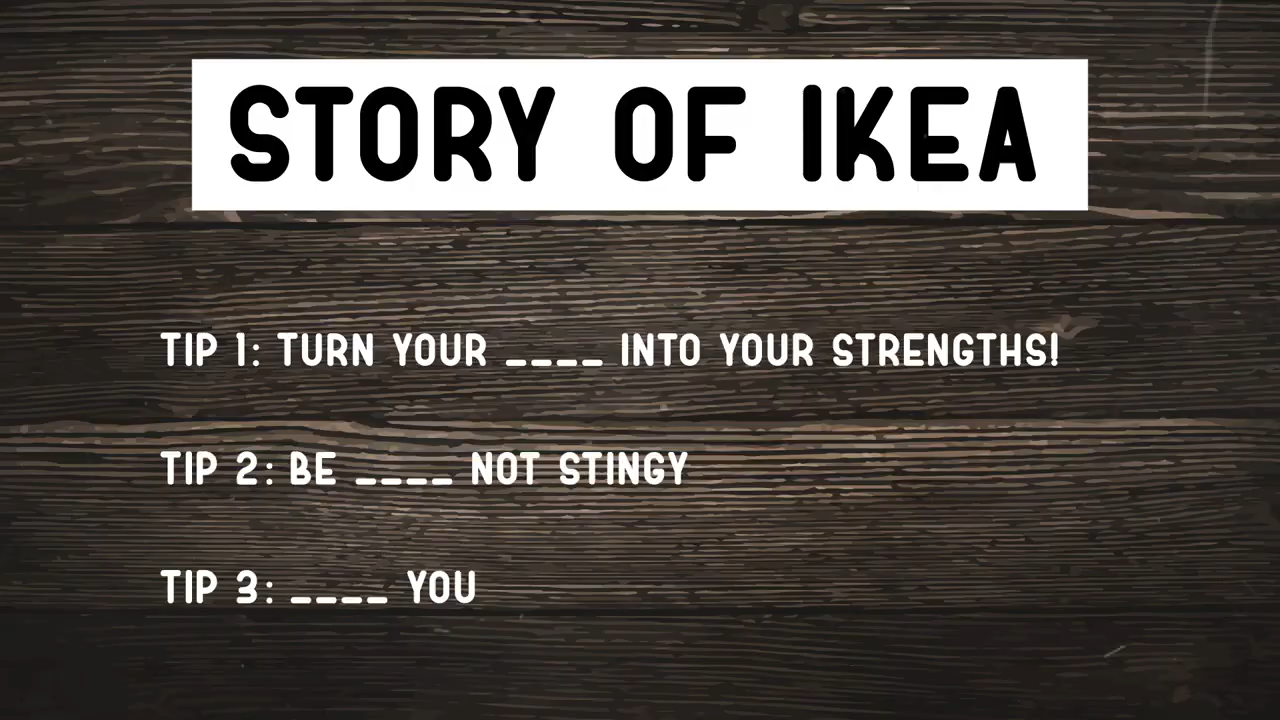 STORY OF IKEA
TIP 1: TURN YOUR ____ INTO YOUR STRENGTHS!
TIP 2: BE ____ NOT STINGY
TIP 3: ____ YOU